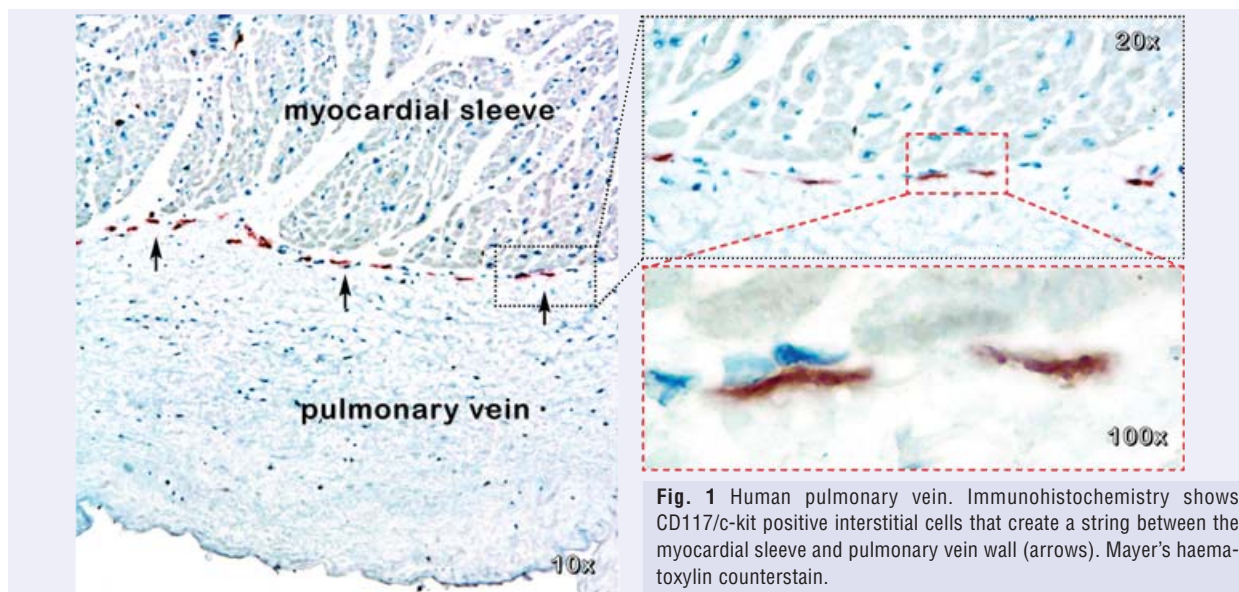 myocardial sleeve
pulmonary vein
10x
20x
100x
Fig. 1 Human pulmonary vein. Immunohistochemistry shows
CD117/c-kit positive interstitial cells that create a string between the
myocardial sleeve and pulmonary vein wall (arrows). Mayer's haema-
toxylin counterstain.